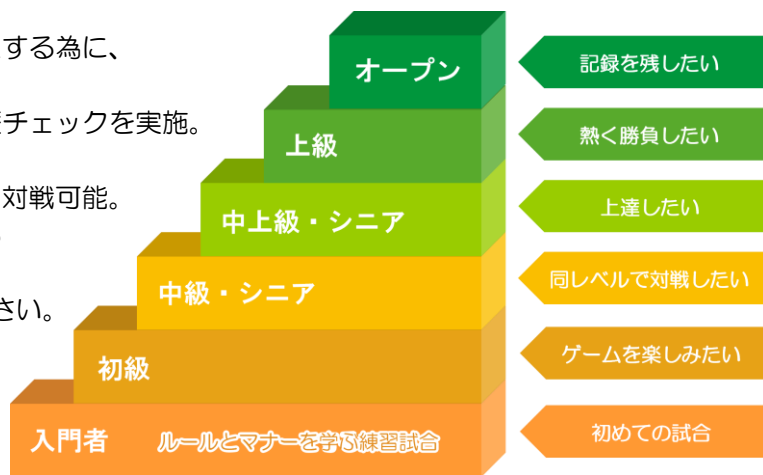 する為に、
チェックを実施。
対戦可能。
さい。
オープン
記録を残したい
上級
熱く勝負したい
中上級・シニア
上達したい
中級・シニア
同レベルで対戦したい
初級
ゲームを楽しみたい
入門者
ルールとマナーを学ぶ練習試合
初めての試合